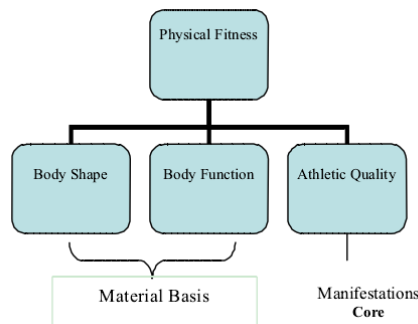 Physical Fitness
Body Shape
Body Function
Athletic Quality
Material Basis
Manifestations
Core